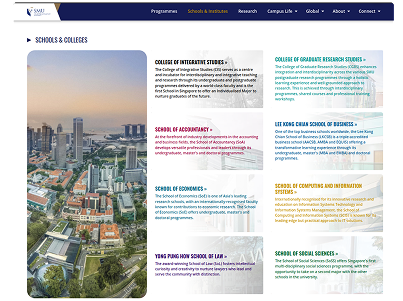 SMU
Programmes
Schools & Institutes
Research
Campus Life
Global
About
Connect
SCHOOLS & COLLEGES
COLLEGE OF INTEGRATIVE STUDIES »
The College of Integrative Studies (CIS) serves as a centre
and incubator for interdisciplinary and integrative teaching
and research through its undergraduate and postgraduate
programmes delivered by a world-class faculty and is the
first School in Singapore to offer an Individualised Major to
nurture graduates of the future.
SCHOOL OF ACCOUNTANCY »
At the forefront of industry developments in the accounting
and business fields, the School of Accountancy (SoA)
develops versatile professionals and leaders through its
undergraduate, master's and doctoral programmes.
SCHOOL OF ECONOMICS »
The School of Economics (SOE) is one of Asia's leading
research schools, with an internationally recognised faculty
known for contributions to economic theories. The School
of Economics (SoE) offers undergraduate, master's and
doctoral programmes.
YONG PUNG HOW SCHOOL OF LAW »
The award-winning School of Law (SoL) fosters intellectual
curiosity and creativity to nurture lawyers who lead and
serve the community with distinction.
COLLEGE OF GRADUATE RESEARCH STUDIES »
The College of Graduate Research Studies (CGRS) enhances
integration and interdisciplinarity across the various SMU
postgraduate research programmes through a holistic
learning experience and well-grounded approach to
research. This is achieved through interdisciplinary
programmes, shared courses and professional training
workshops.
LEE KONG CHIAN SCHOOL OF BUSINESS »
One of the top business schools worldwide, the Lee Kong
Chian School of Business (LKCSB) is a triple-accredited
business school (AACSB, AMBA and EQUIS) offering a
transforming learning experience through its
undergraduate, master's (MBA and EMBA) and doctoral
programmes.
SCHOOL OF COMPUTING AND INFORMATION
SYSTEMS »
Internationally recognised for its innovative research and
education on Information Systems Technology and
Information Systems Management, the School of
Computing and Information Systems (SCIS) is known for its
leading edge but practical approach to IT solutions.
SCHOOL OF SOCIAL SCIENCES »
The School of Social Sciences (SoSS) offers Singapore's first
multi-disciplinary social sciences programme, with the
opportunity to take on a second major with the other
schools in the university.